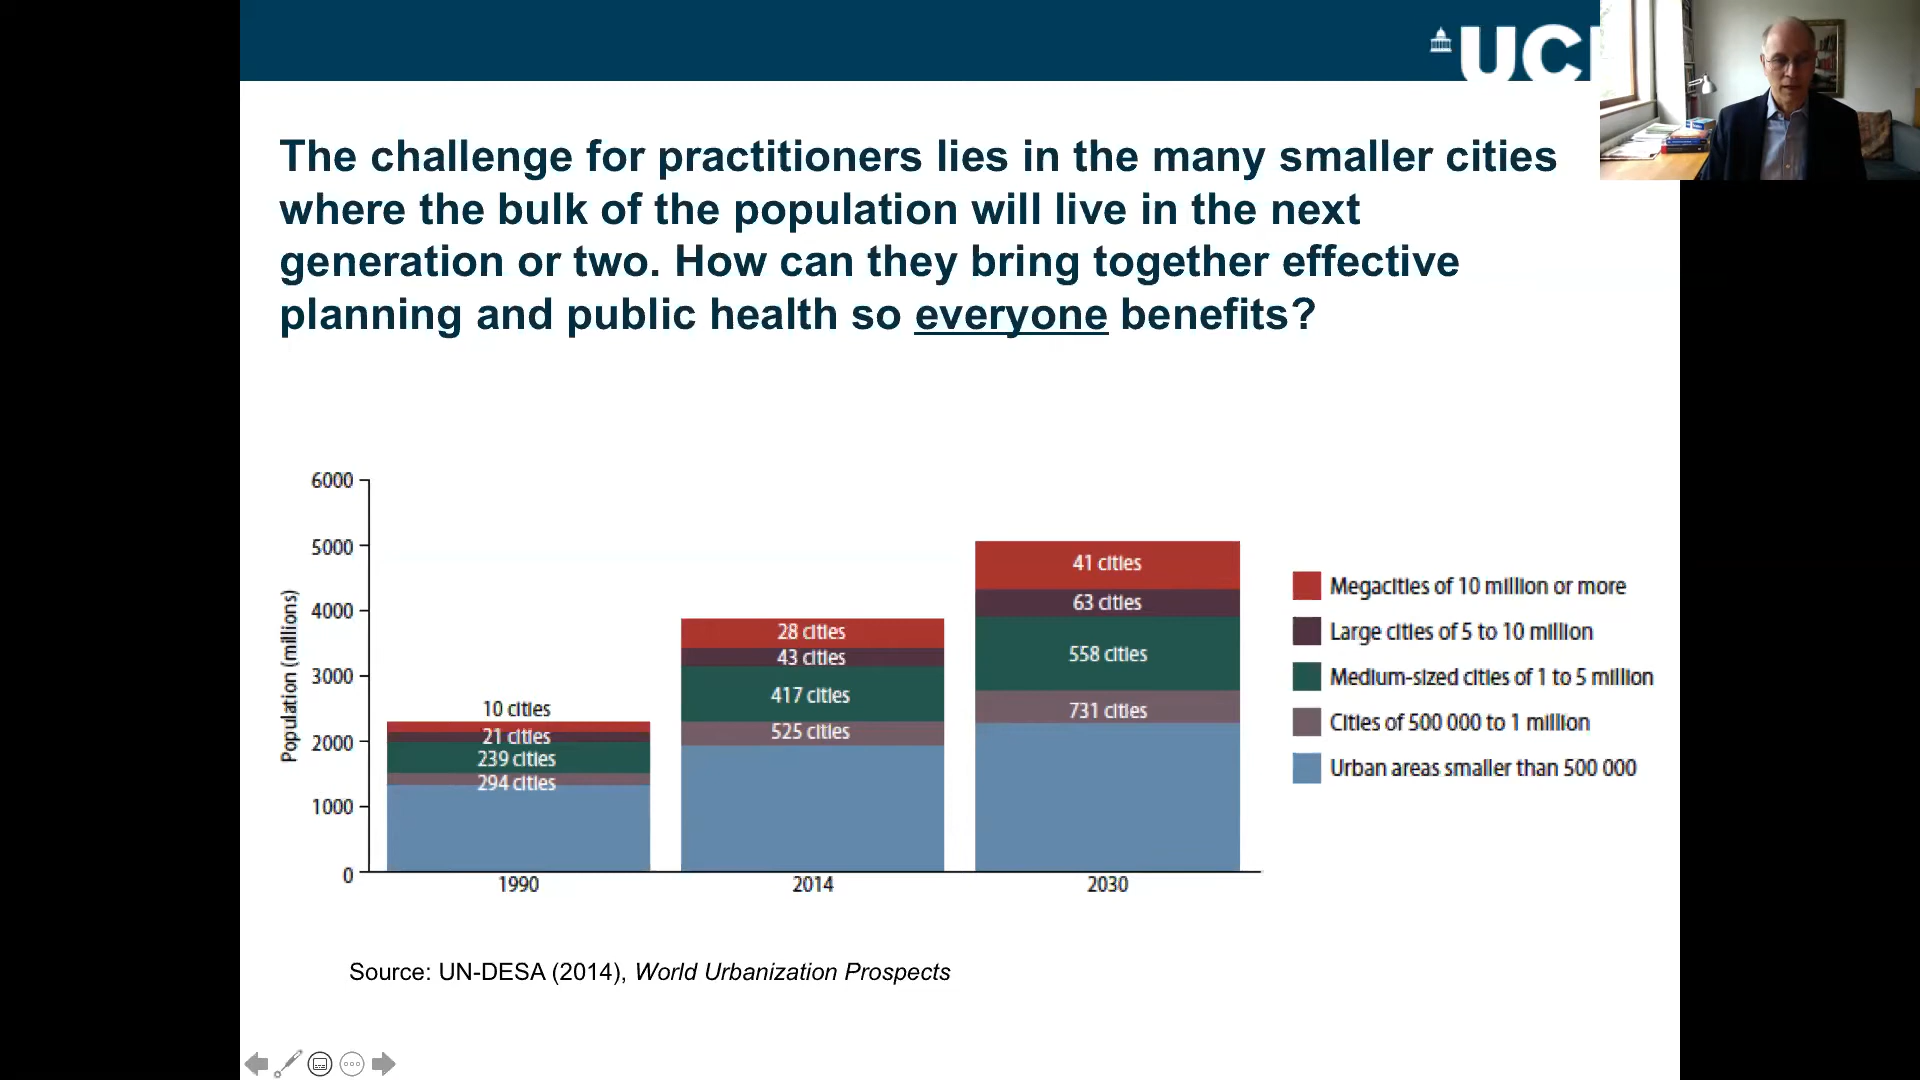 UC
The challenge for practitioners lies in the many smaller cities
where the bulk of the population will live in the next
generation or two. How can they bring together effective
planning and public health so everyone benefits?
Population (millions)
6000
5000
4000
3000
2000
1000
0
10 cities
21 cities
239 cities
294 cities
28 cities
43 cities
417 cities
525 cities
41 cities
63 cities
558 cities
731 cities
1990
2014
2030
Megacities of 10 million or more
Large cities of 5 to 10 million
Medium-sized cities of 1 to 5 million
Cities of 500 000 to 1 million
Urban areas smaller than 500 000
Source: UN-DESA (2014), World Urbanization Prospects